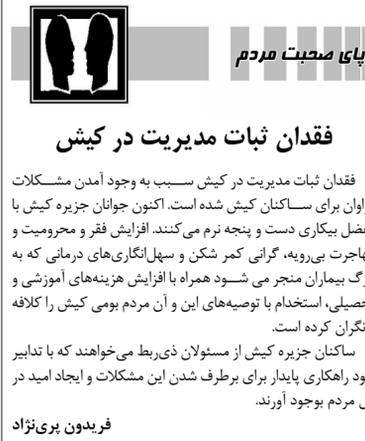 پای صحبت مردم
فقدان ثبات مدیریت در کیش
فقدان ثبات مدیریت در کیش سبب به وجود آمدن مشکلات
اوان برای ساکنان کیش شده است. اکنون جوانان جزیره کیش با
ضل بیکاری دست و پنجه نرم می‌کنند. افزایش فقر و محرومیت و
هاجرت بی‌رویه، گرانی کمر شکن و سهل‌انگاری‌های درمانی که به
رگ بیماران منجر می شود همراه با افزایش هزینه‌های آموزشی و
حصیلی، استخدام با توصیه‌های این و آن مردم بومی کیش را کلافه
نگران کرده است.
ساکنان جزیره کیش از مسئولان ذی‌ربط می‌خواهند که با تدابیر
ود راهکاری پایدار برای برطرف شدن این مشکلات و ایجاد امید در
ل مردم بوجود آورند.
فریدون پری‌نژاد